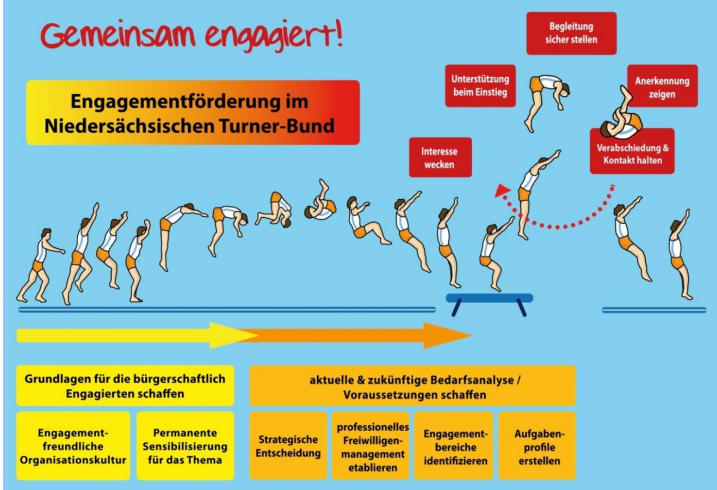 Gemeinsam engagiert!
Engagementförderung im
Niedersächsischen Turner-Bund
Interesse
wecken
Unterstützung
beim Einstieg
Begleitung
sicher stellen
Anerkennung
zeigen
Verabschiedung &
Kontakt halten
Grundlagen für die bürgerschaftlich
Engagierten schaffen
Engagement-
freundliche
Organisationskultur
Permanente
Sensibilisierung
für das Thema
aktuelle & zukünftige Bedarfsanalyse /
Voraussetzungen schaffen
Strategische
Entscheidung
professionelles
Freiwilligen-
management
etablieren
Engagement-
bereiche
identifizieren
Aufgaben-
profile
erstellen